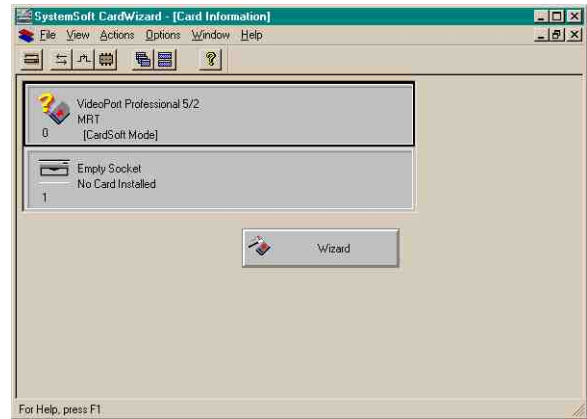 SystemSoft CardWizard - [Card Information]
File View Actions Options Window Help
VideoPort Professional 5/2
MRT
0 [CardSoft Mode]
Empty Socket
No Card Installed
1
Wizard
For Help, press F1